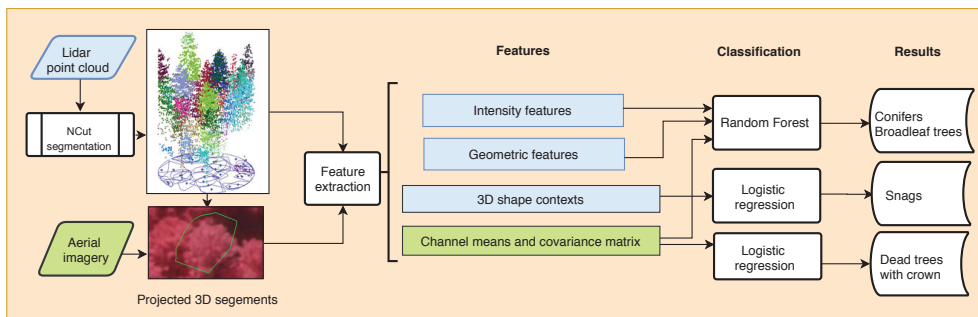 Lidar
point cloud
NCut
segmentation
Aerial
imagery
Projected 3D segements
Feature
extraction
Features
Intensity features
Geometric features
3D shape contexts
Channel means and covariance matrix
Classification
Random Forest
Logistic
regression
Logistic
regression
Results
Conifers
Broadleaf trees
Snags
Dead trees
with crown